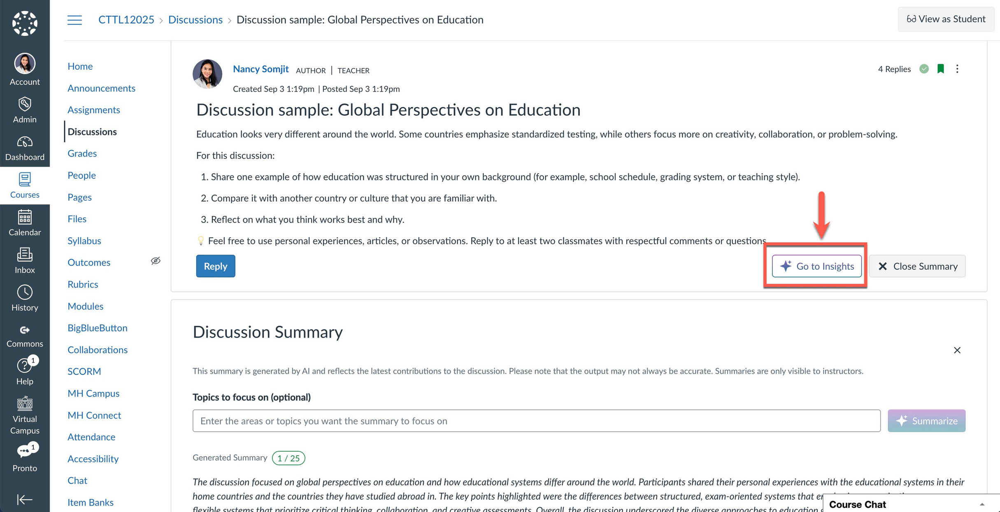 CTTL12025 > Discussions > Discussion sample: Global Perspectives on Education
View as Student
Account
Admin
Dashboard
Courses
Calendar
Inbox
History
Commons
1
Help
Virtual
Campus
1
Pronto
Home
Announcements
Assignments
Discussions
Grades
People
Pages
Files
Syllabus
Outcomes
Rubrics
Modules
BigBlueButton
Collaborations
SCORM
MH Campus
MH Connect
Attendance
Accessibility
Chat
Item Banks
Nancy Somjit AUTHOR | TEACHER
4 Replies
Created Sep 3 1:19pm | Posted Sep 3 1:19pm
Discussion sample: Global Perspectives on Education
Education looks very different around the world. Some countries emphasize standardized testing, while others focus more on creativity, collaboration, or problem-solving.
For this discussion:
1. Share one example of how education was structured in your own background (for example, school schedule, grading system, or teaching style).
2. Compare it with another country or culture that you are familiar with.
3. Reflect on what you think works best and why.
💡 Feel free to use personal experiences, articles, or observations. Reply to at least two classmates with respectful comments or questions
Reply
Go to Insights
Close Summary
Discussion Summary
This summary is generated by AI and reflects the latest contributions to the discussion. Please note that the output may not always be accurate. Summaries are only visible to instructors.
Topics to focus on (optional)
Enter the areas or topics you want the summary to focus on
Summarize
Generated Summary 1 / 25
The discussion focused on global perspectives on education and how educational systems differ around the world. Participants shared their personal experiences with the educational systems in their
home countries and the countries they have studied abroad in. The key points highlighted were the differences between structured, exam-oriented systems that
flexible systems that prioritize critical thinking, collaboration, and creative assessments. Overall, the discussion underscored the diverse approaches to education
Course Chat